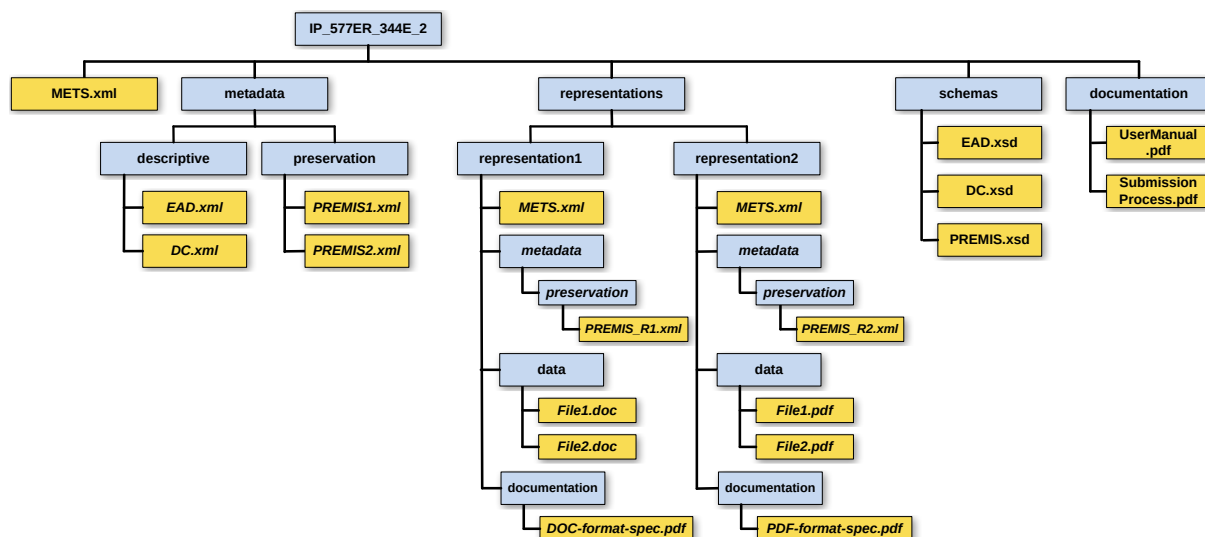 IP_577ER_344E_2
METS.xml
metadata
representations
schemas
documentation
descriptive
preservation
EAD.xml
DC.xml
PREMIS1.xml
PREMIS2.xml
representation1
METS.xml
metadata
preservation
PREMIS_R1.xml
data
File1.doc
File2.doc
documentation
DOC-format-spec.pdf
representation2
METS.xml
metadata
preservation
PREMIS_R2.xml
data
File1.pdf
File2.pdf
documentation
PDF-format-spec.pdf
EAD.xsd
DC.xsd
PREMIS.xsd
UserManual
.pdf
Submission
Process.pdf